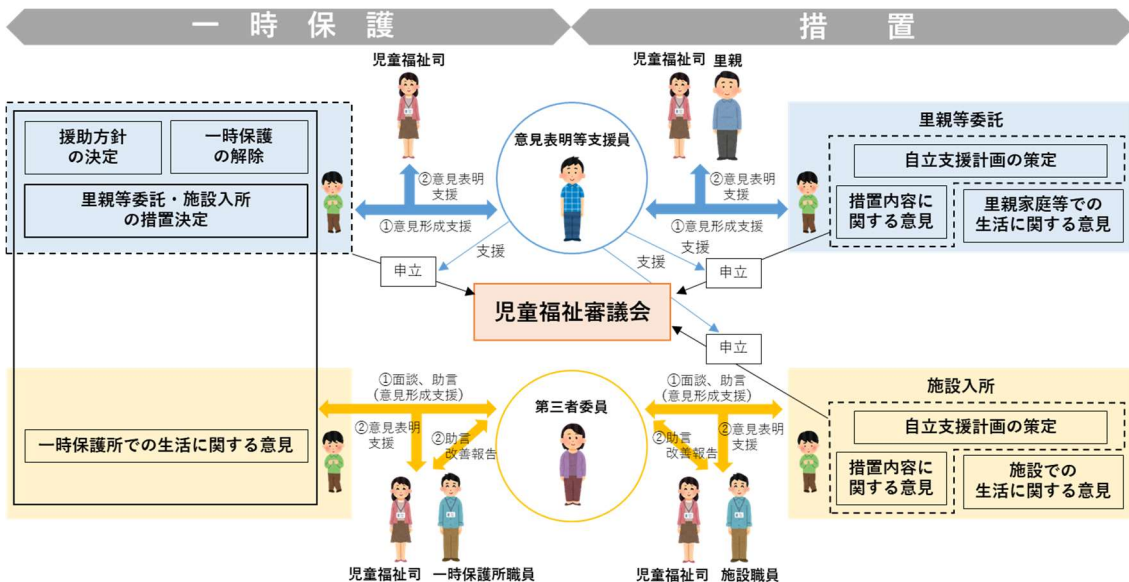 一時保護
措置
児童福祉司
児童福祉司
里親
意見表明等支援員
援助方針
の決定
一時保護
の解除
里親等委託・施設入所
の措置決定
②意見表明
支援
①意見形成支援
②意見表明
支援
①意見形成支援
里親等委託
自立支援計画の策定
措置内容に
関する意見
里親家庭等での
生活に関する意見
支援
支援
支援
申立
申立
児童福祉審議会
申立
①面談、助言
(意見形成支援)
②意見表明
支援
②助言
改善報告
第三者委員
①面談、助言
(意見形成支援)
②助言
改善報告
②意見表明
支援
一時保護所での生活に関する意見
施設入所
自立支援計画の策定
措置内容に
関する意見
施設での
生活に関する意見
児童福祉司
一時保護所職員
児童福祉司
施設職員